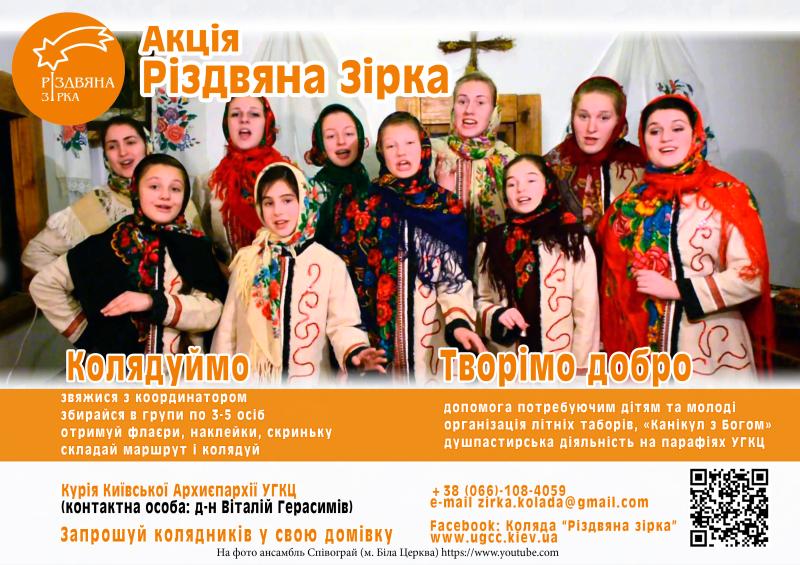 РІЗДВЯНА
ЗІРКА
Акція
Різдвяна Зірка
Колядуймо
Творімо добро
звяжися з координатором
збирайся в групи по 3-5 осіб
отримуй флаєри, наклейки, скриньку
складай маршрут і колядуй
допомога потребуючим дітям та молоді
організація літніх таборів, «Канікул з Богом»
душпастирська діяльність на парафіях УГКЦ
Курія Київської Архиєпархії УГКЦ
(контактна особа: д-н Віталій Герасимів)
Запрошуй колядників у свою домівку
+38 (066)-108-4059
e-mail zirka.kolada@gmail.com
Facebook: Коляда "Різдвяна зірка"
www.ugcc.kiev.ua
На фото ансамбль Співограй (м. Біла Церква) https://www.youtube.com